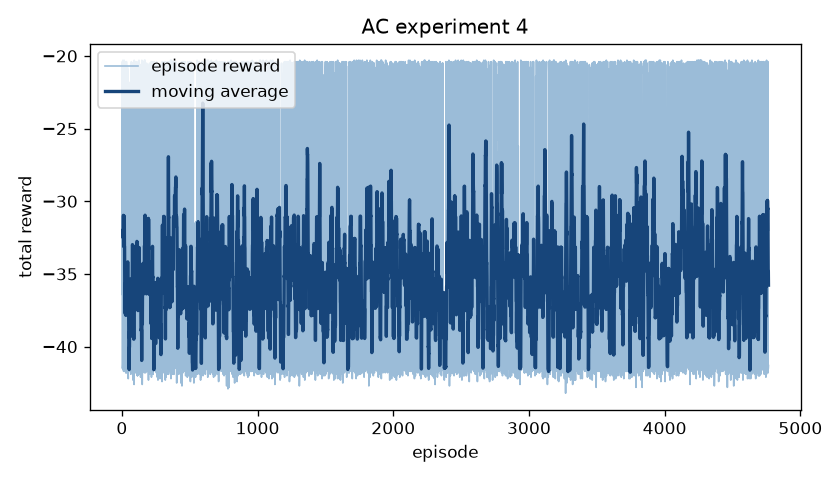 AC experiment 4
episode reward
moving average
total reward
−20
−25
−30
−35
−40
0
1000
2000
3000
4000
5000
episode